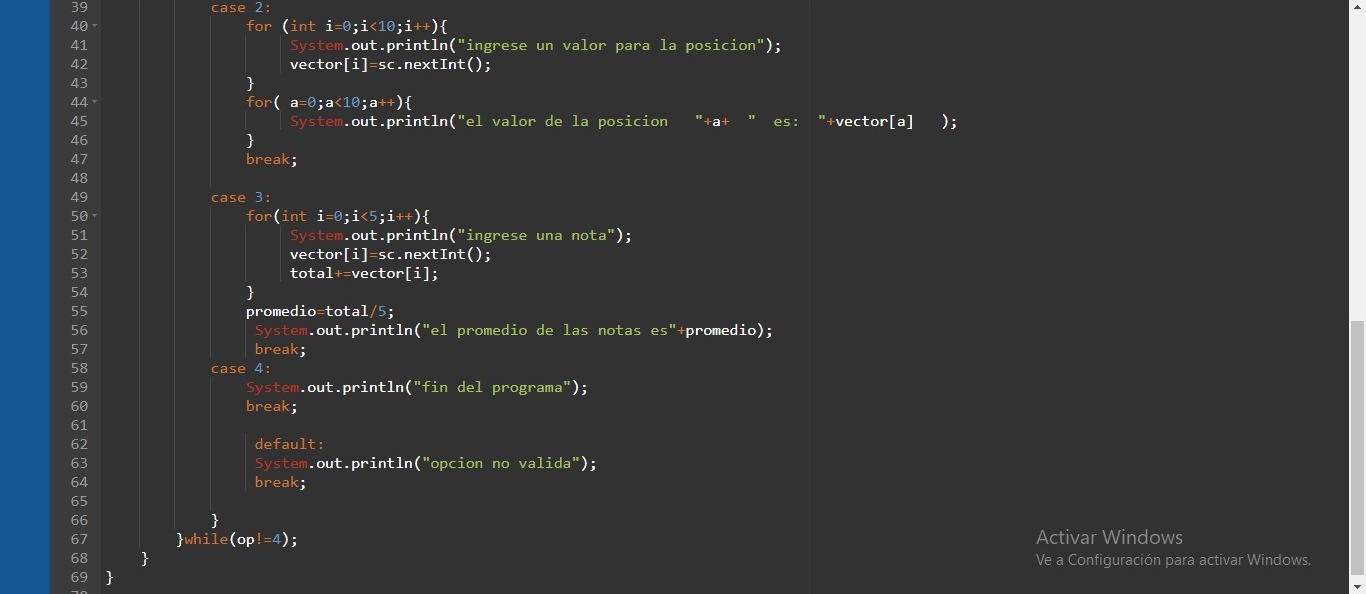 39 case 2:
40 for (int i=0;i<10;i++){
41 System.out.println("ingrese un valor para la posicion");
42 vector[i]=sc.nextInt();
43 }
44 for( a=0;a<10;a++){
45 System.out.println("el valor de la posicion   "+a+  "  es:  "+vector[a]   );
46 }
47 break;
48
49 case 3:
50 for(int i=0;i<5;i++){
51 System.out.println("ingrese una nota");
52 vector[i]=sc.nextInt();
53 total+=vector[i];
54 }
55 promedio=total/5;
56 System.out.println("el promedio de las notas es"+promedio);
57 break;
58 case 4:
59 System.out.println("fin del programa");
60 break;
61
62 default:
63 System.out.println("opcion no valida");
64 break;
65
66 }
67 }while(op!=4);
68 }
69 }
Activar Windows
Ve a Configuración para activar Windows.